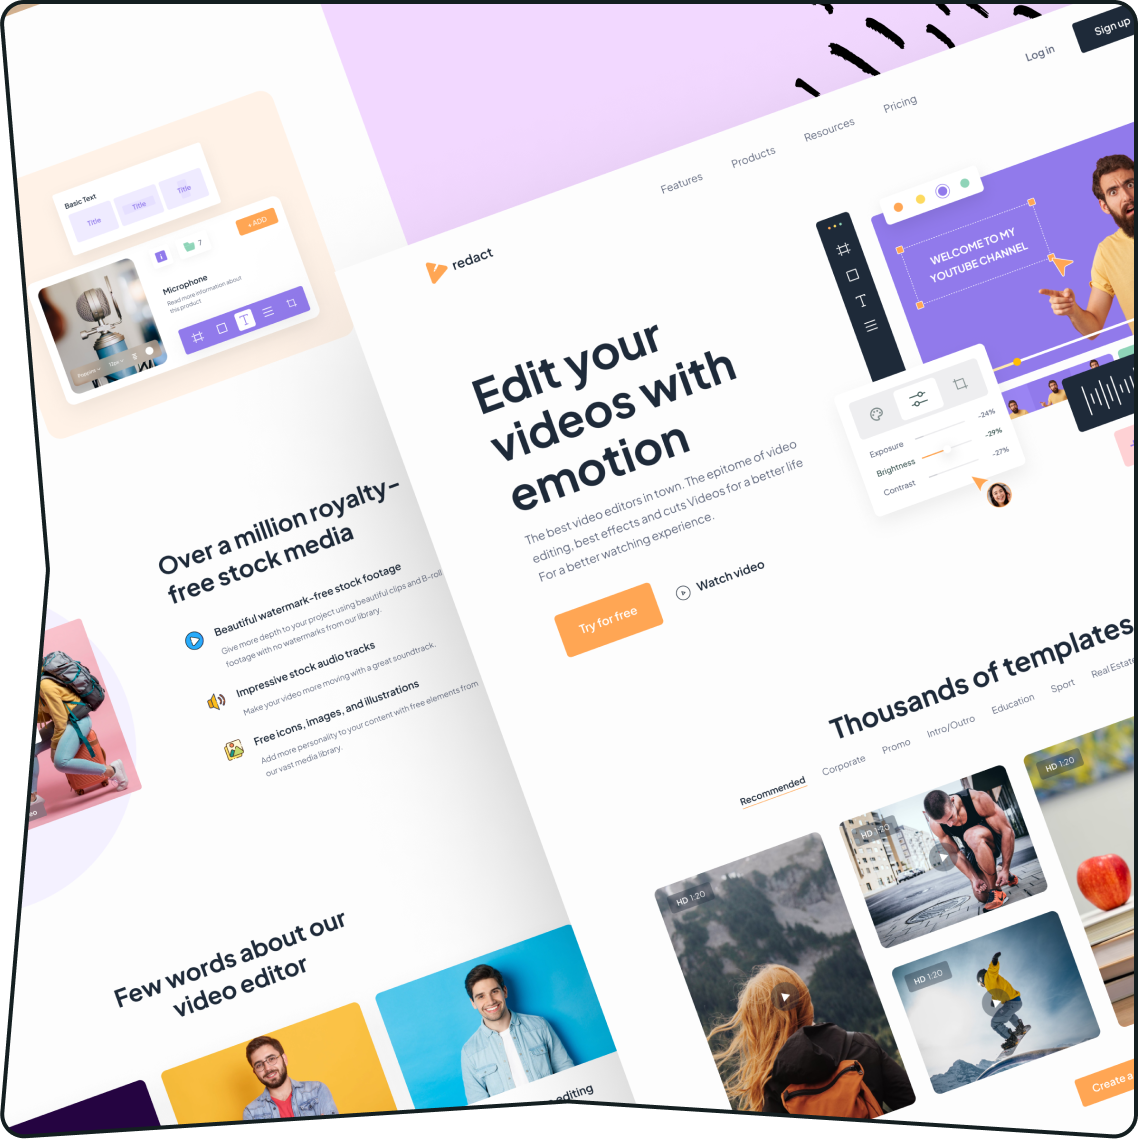 Log in
Sign up
Features
Products
Resources
Pricing
redact
Edit your
videos with
emotion
The best video editors in town. The epitome of video
editing, best effects and cuts Videos for a better life
For a better watching experience.
Try for free
Watch video
WELCOME TO MY
YOUTUBE CHANNEL
Exposure
-24%
Brightness
-29%
Contrast
-27%
Thousands of templates
Recommended
Corporate
Promo
Intro/Outro
Education
Sport
Real Estate
HD 1:20
HD 1:20
HD 1:20
HD 1:20
Create a
Basic Text
Title
Title
Title
7
+ ADD
Microphone
Read more information about
this product
Over a million royalty-
free stock media
Beautiful watermark-free stock footage
Give more depth to your project using beautiful clips and B-roll
footage with no watermarks from our library.
Impressive stock audio tracks
Make your video more moving with a great soundtrack.
Free icons, images, and illustrations
Add more personality to your content with free elements from
our vast media library.
Few words about our
video editor
editing